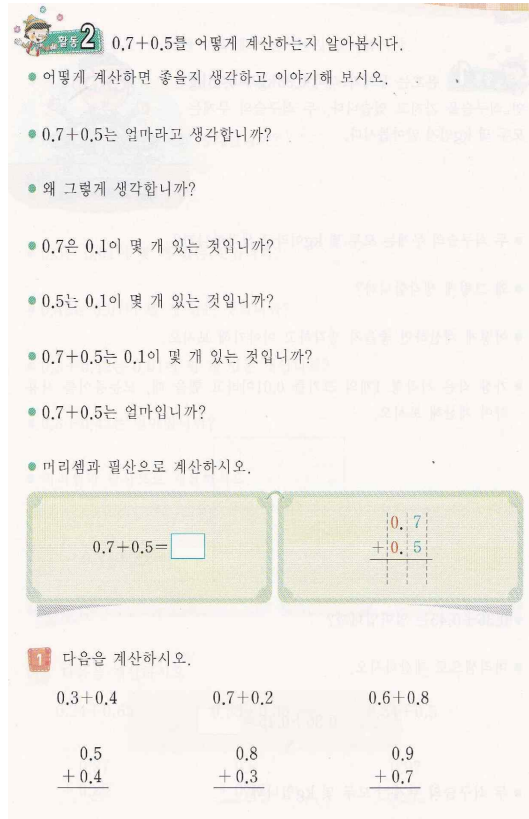 활동 2 0.7+0.5를 어떻게 계산하는지 알아봅시다.
● 어떻게 계산하면 좋을지 생각하고 이야기해 보시오.
● 0.7+0.5는 얼마라고 생각합니까?
● 왜 그렇게 생각합니까?
● 0.7은 0.1이 몇 개 있는 것입니까?
● 0.5는 0.1이 몇 개 있는 것입니까?
● 0.7+0.5는 0.1이 몇 개 있는 것입니까?
● 0.7+0.5는 얼마입니까?
● 머리셈과 필산으로 계산하시오.
0.7+0.5=
0.7
+0.5
1 다음을 계산하시오.
0.3+0.4 0.7+0.2 0.6+0.8
0.5 0.8 0.9
+ 0.4 + 0.3 + 0.7